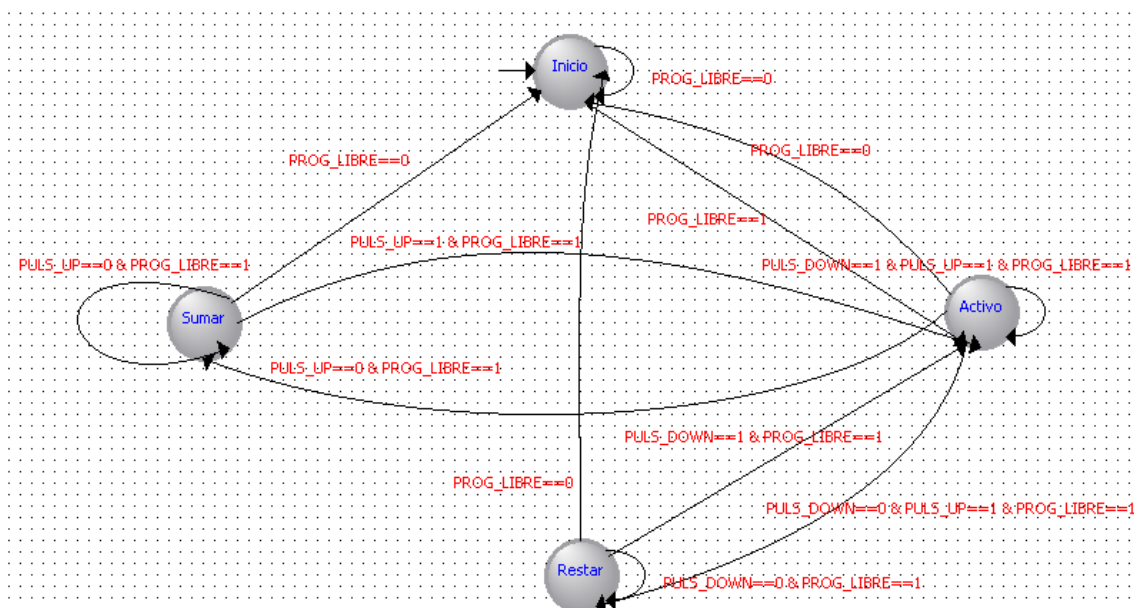 Inicio
PROG_LIBRE==0
PROG_LIBRE==0
PROG_LIBRE==0
PROG_LIBRE==1
PULS_UP==1 & PROG_LIBRE==1
PULS_UP==0 & PROG_LIBRE==1
PULS_DOWN==1 & PULS_UP==1 & PROG_LIBRE==1
Sumar
Activo
PULS_UP==0 & PROG_LIBRE==1
PULS_DOWN==1 & PROG_LIBRE==1
PROG_LIBRE==0
PULS_DOWN==0 & PULS_UP==1 & PROG_LIBRE==1
Restar
PULS_DOWN==0 & PROG_LIBRE==1